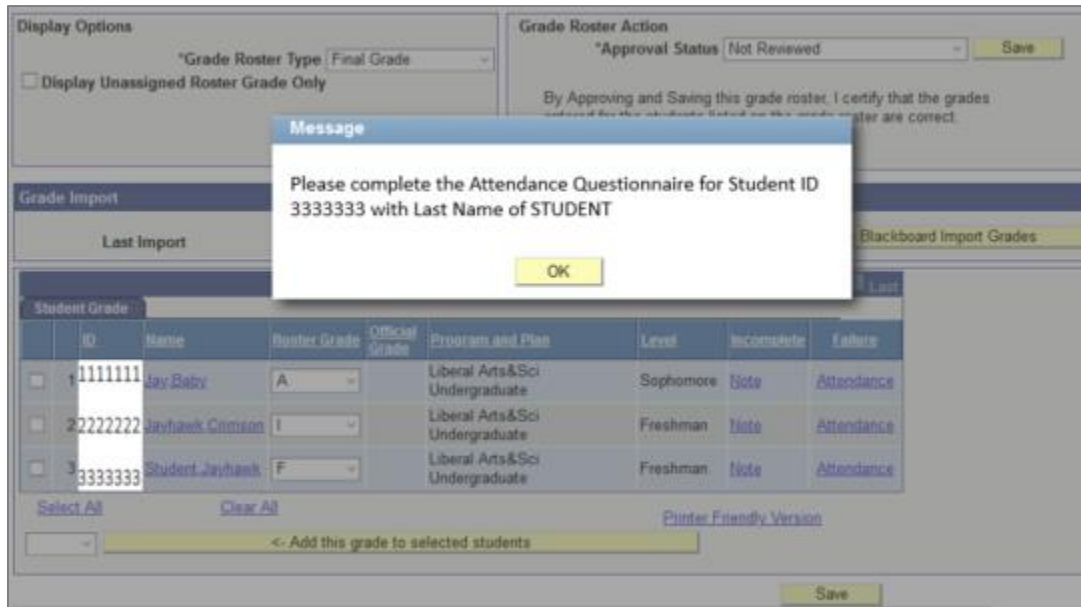 Display Options
*Grade Roster Type Final Grade
Display Unassigned Roster Grade Only
Grade Roster Action
*Approval Status Not Reviewed Save
By Approving and Saving this grade roster, I certify that the grades
are correct.
Message
Please complete the Attendance Questionnaire for Student ID
3333333 with Last Name of STUDENT
OK
Grade Import
Last Import
Blackboard Import Grades
Last
Student Grade
ID Name Roster Grade Official Grade Program and Plan Level Incomplete Failure
1 1111111 Jay,Baby A Liberal Arts&Sci Sophomore Note Attendance
Undergraduate
2 2222222 Jayhawk,Crimson I Liberal Arts&Sci Freshman Note Attendance
Undergraduate
3 3333333 Student,Jayhawk F Liberal Arts&Sci Freshman Note Attendance
Undergraduate
Select All Clear All Printer Friendly Version
<- Add this grade to selected students
Save